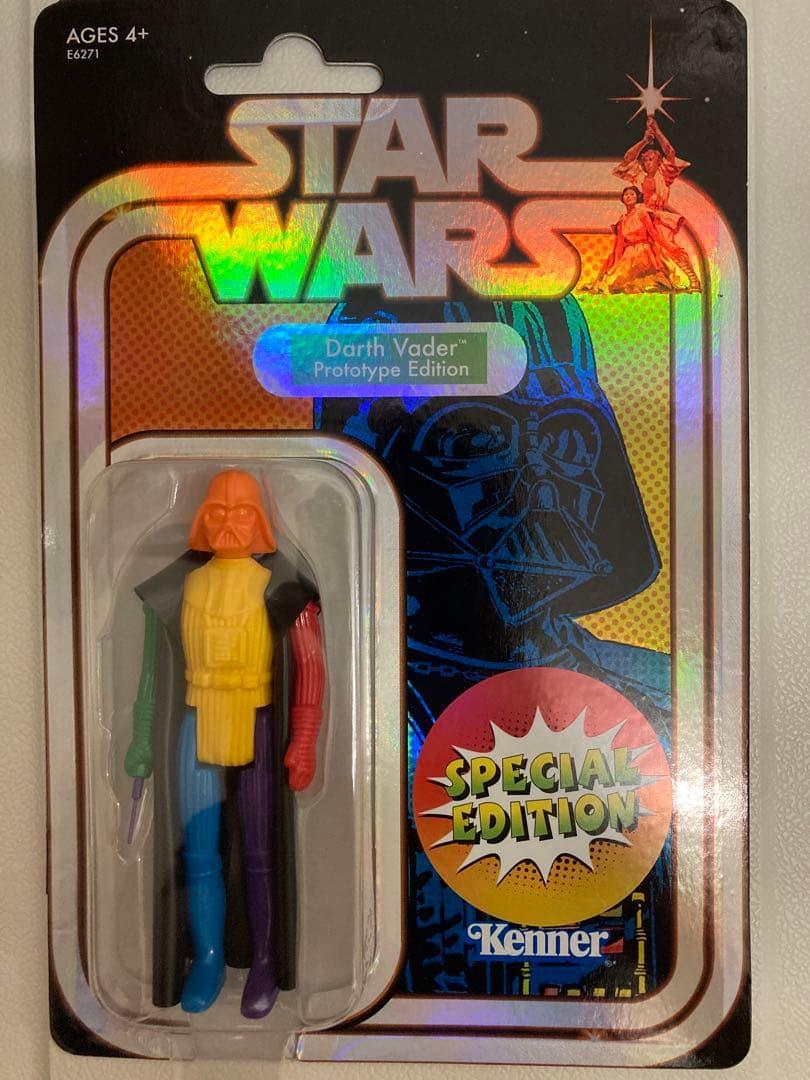 AGES 4+
E6271
STAR
WARS
Darth Vader™
Prototype Edition
SPECIAL
EDITION
Kenner®